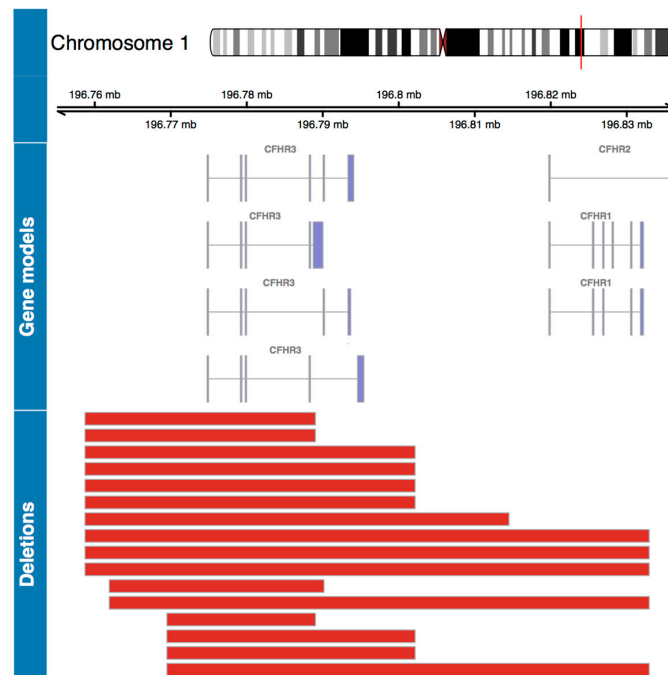 Chromosome 1
196.76 mb 196.78 mb 196.8 mb 196.82 mb
196.77 mb 196.79 mb 196.81 mb 196.83 mb
Gene models
CFHR3 CFHR2
CFHR3 CFHR1
CFHR3 CFHR1
CFHR3
Deletions